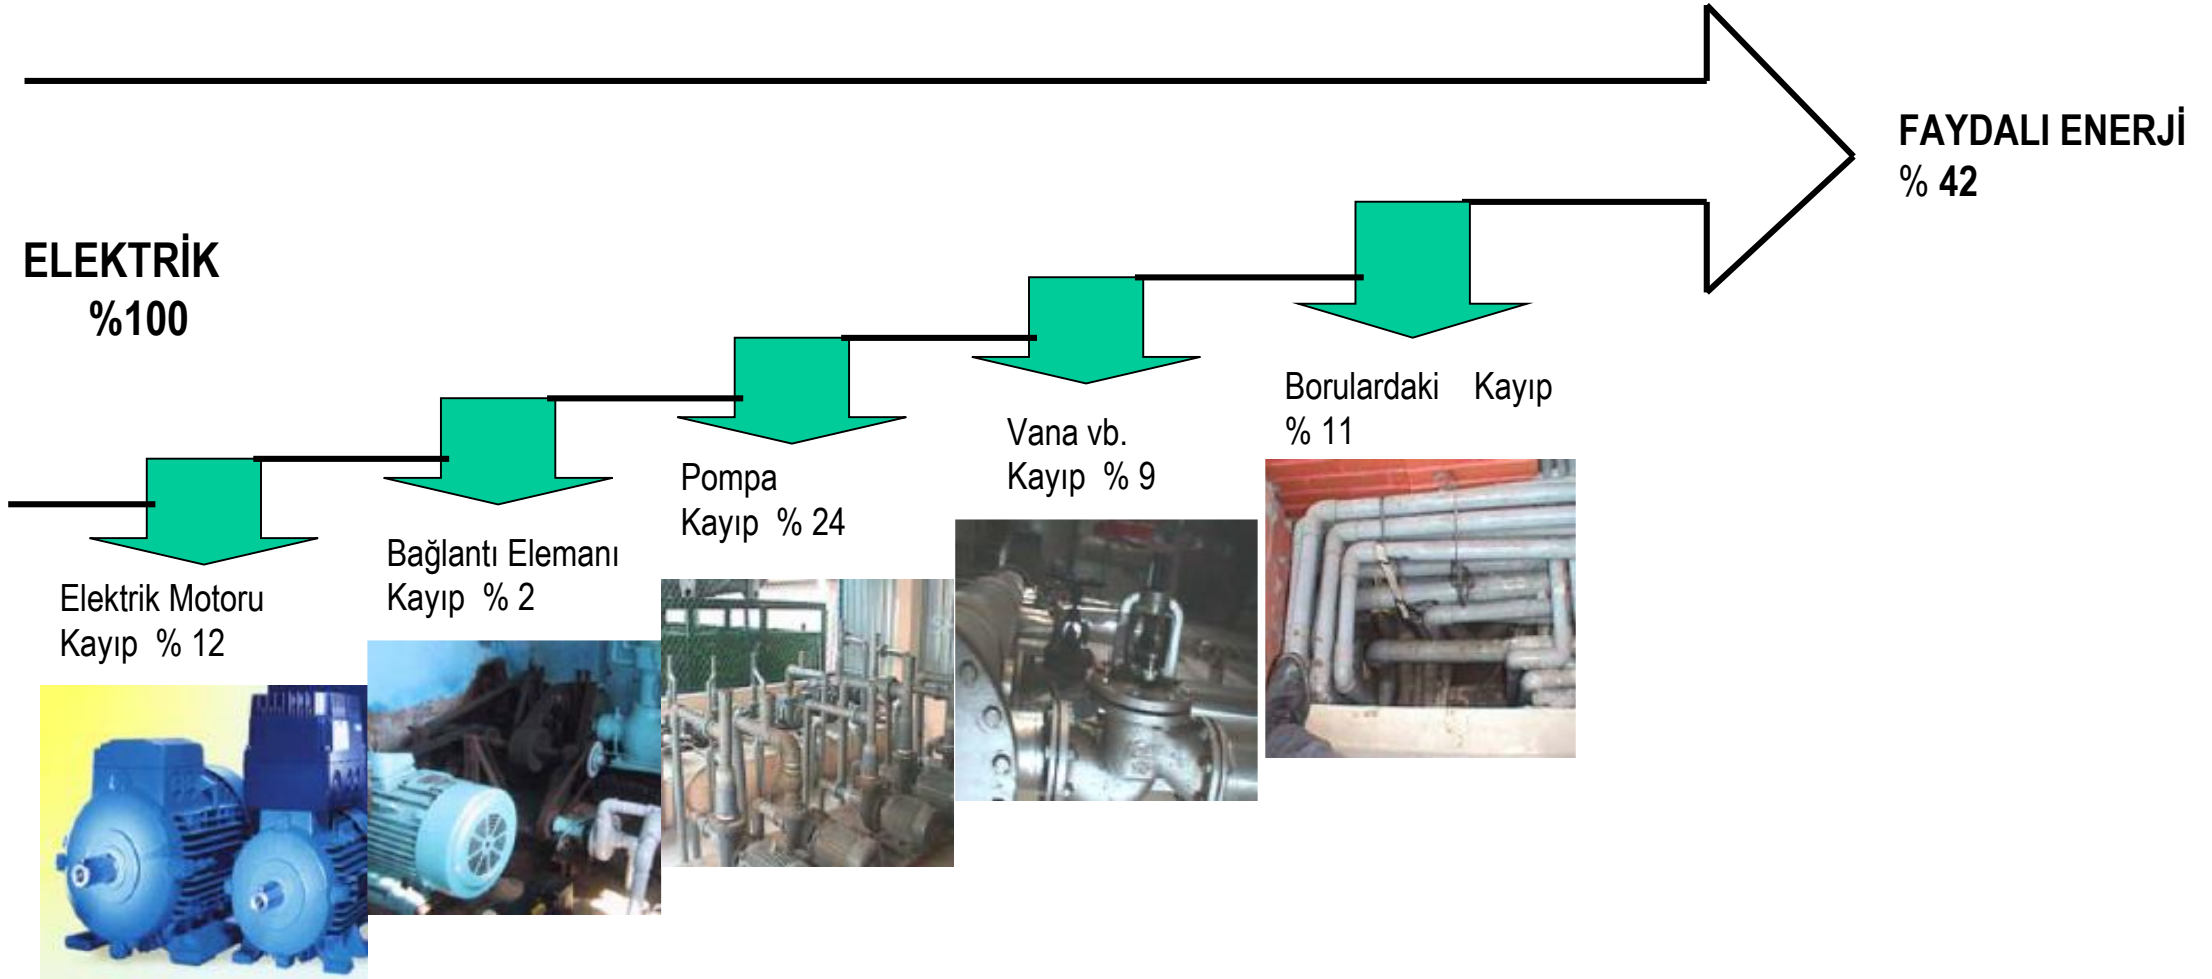 FAYDALI ENERJİ
% 42
ELEKTRİK
%100
Borulardaki Kayıp
% 11
Vana vb.
Kayıp % 9
Pompa
Kayıp % 24
Bağlantı Elemanı
Kayıp % 2
Elektrik Motoru
Kayıp % 12